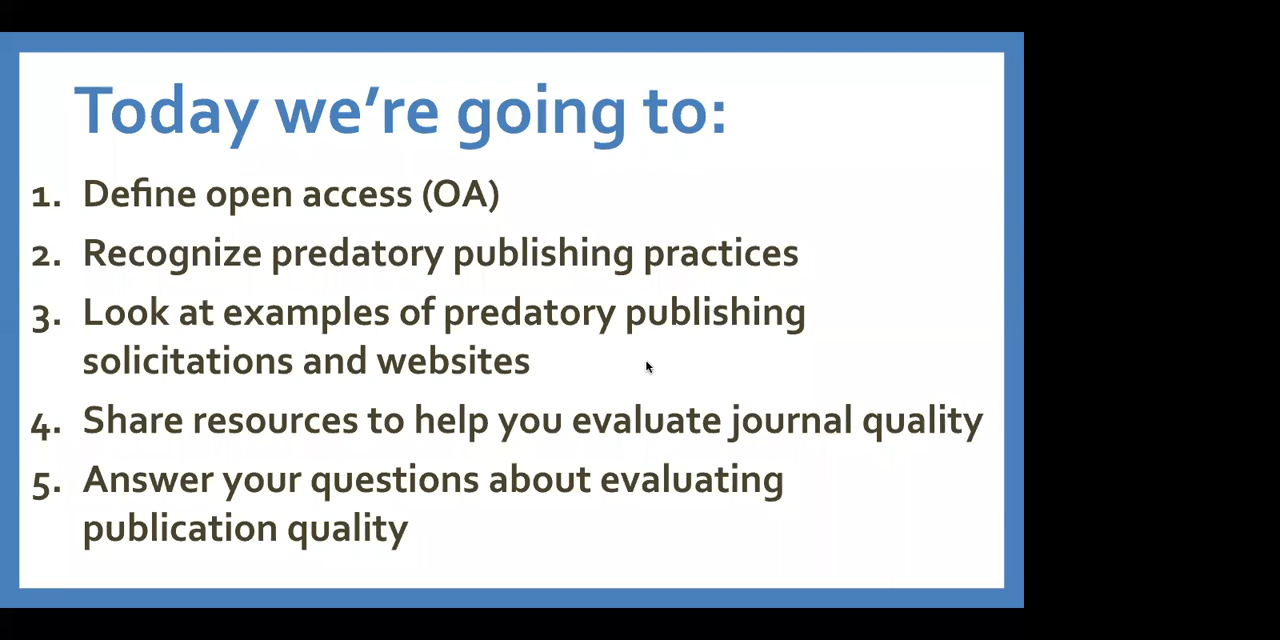 Today we’re going to:
1. Define open access (OA)
2. Recognize predatory publishing practices
3. Look at examples of predatory publishing
solicitations and websites
4. Share resources to help you evaluate journal quality
5. Answer your questions about evaluating
publication quality